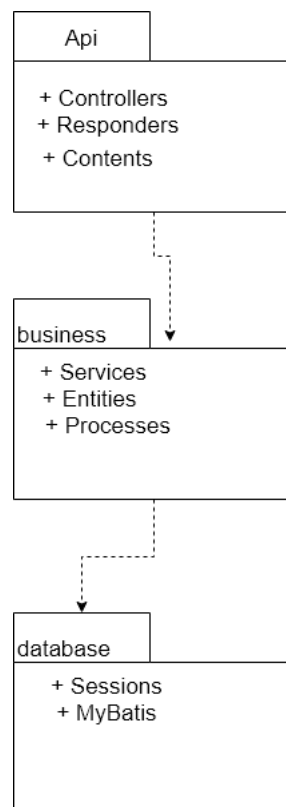 Api
+ Controllers
+ Responders
+ Contents
business
+ Services
+ Entities
+ Processes
database
+ Sessions
+ MyBatis